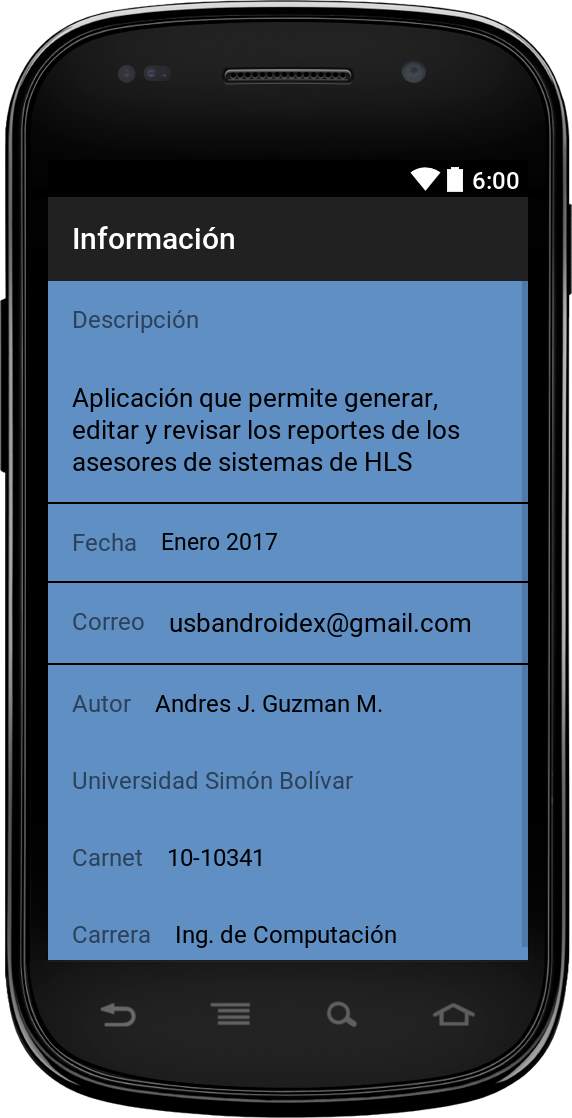 6:00
Información
Descripción
Aplicación que permite generar,
editar y revisar los reportes de los
asesores de sistemas de HLS
Fecha Enero 2017
Correo usbandroidex@gmail.com
Autor Andres J. Guzman M.
Universidad Simón Bolívar
Carnet 10-10341
Carrera Ing. de Computación